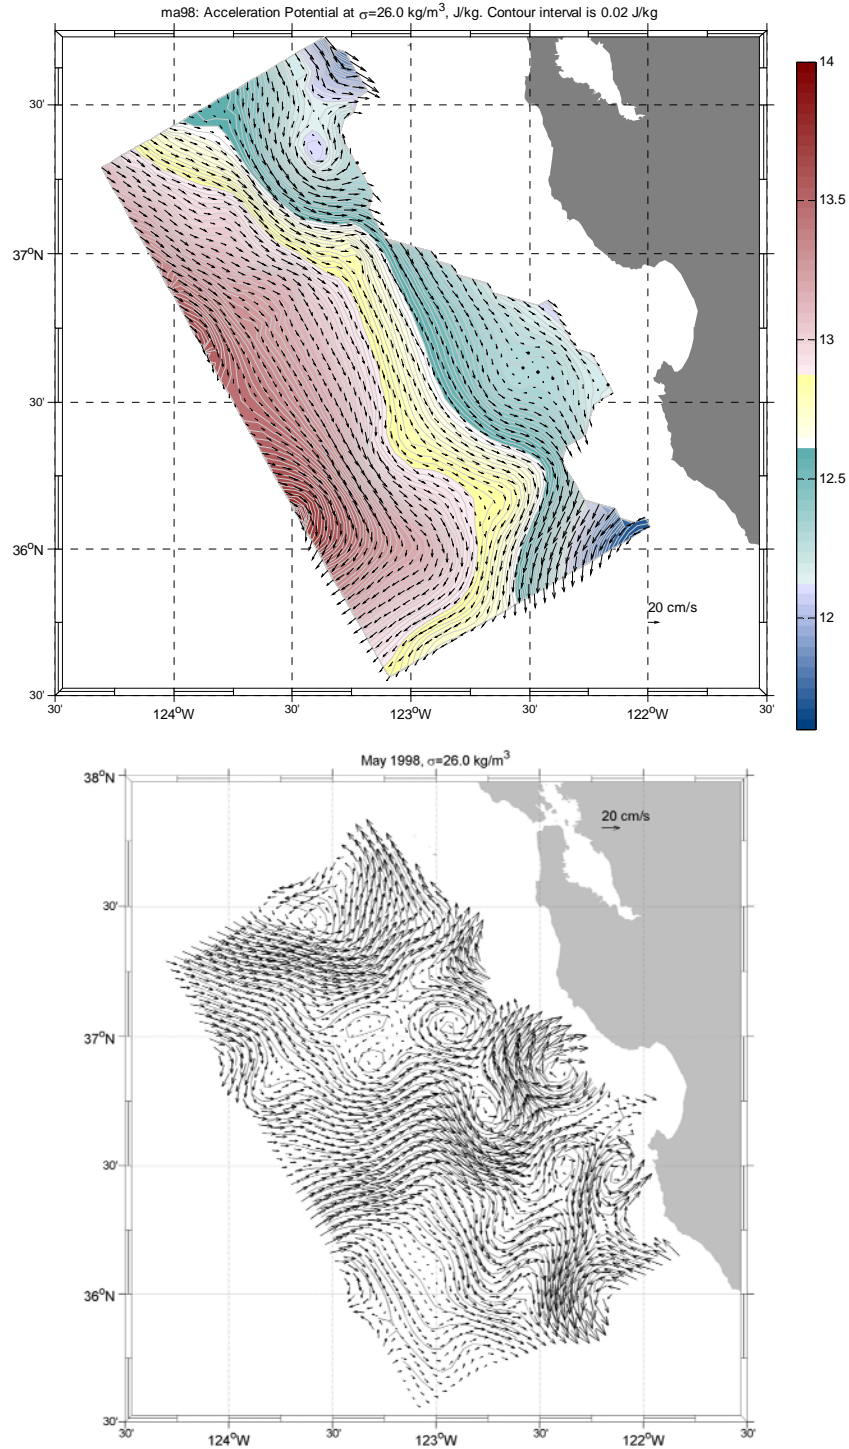 ma98: Acceleration Potential at σ=26.0 kg/m³, J/kg. Contour interval is 0.02 J/kg
14
30'
13.5
37°N
13
30'
12.5
36°N
20 cm/s
12
30'
30' 124°W 30' 123°W 30' 122°W 30'
May 1998, σ=26.0 kg/m³
38°N
20 cm/s
30'
37°N
30'
36°N
30'
30' 124°W 30' 123°W 30' 122°W 30'